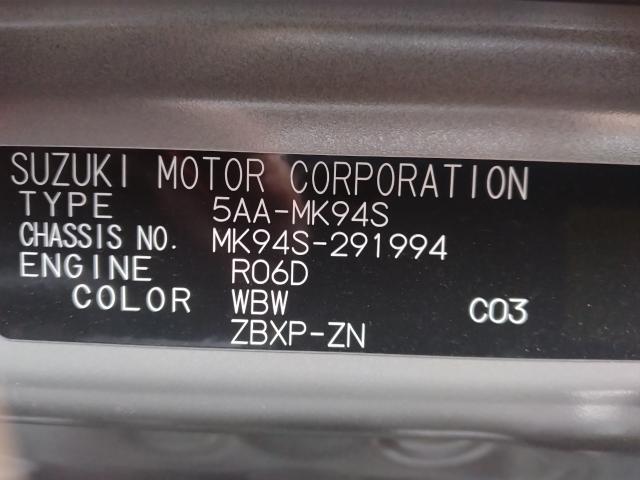 SUZUKI MOTOR CORPORATION
TYPE 5AA-MK94S
CHASSIS NO. MK94S-291994
ENGINE R06D
COLOR WBW C03
ZBXP-ZN